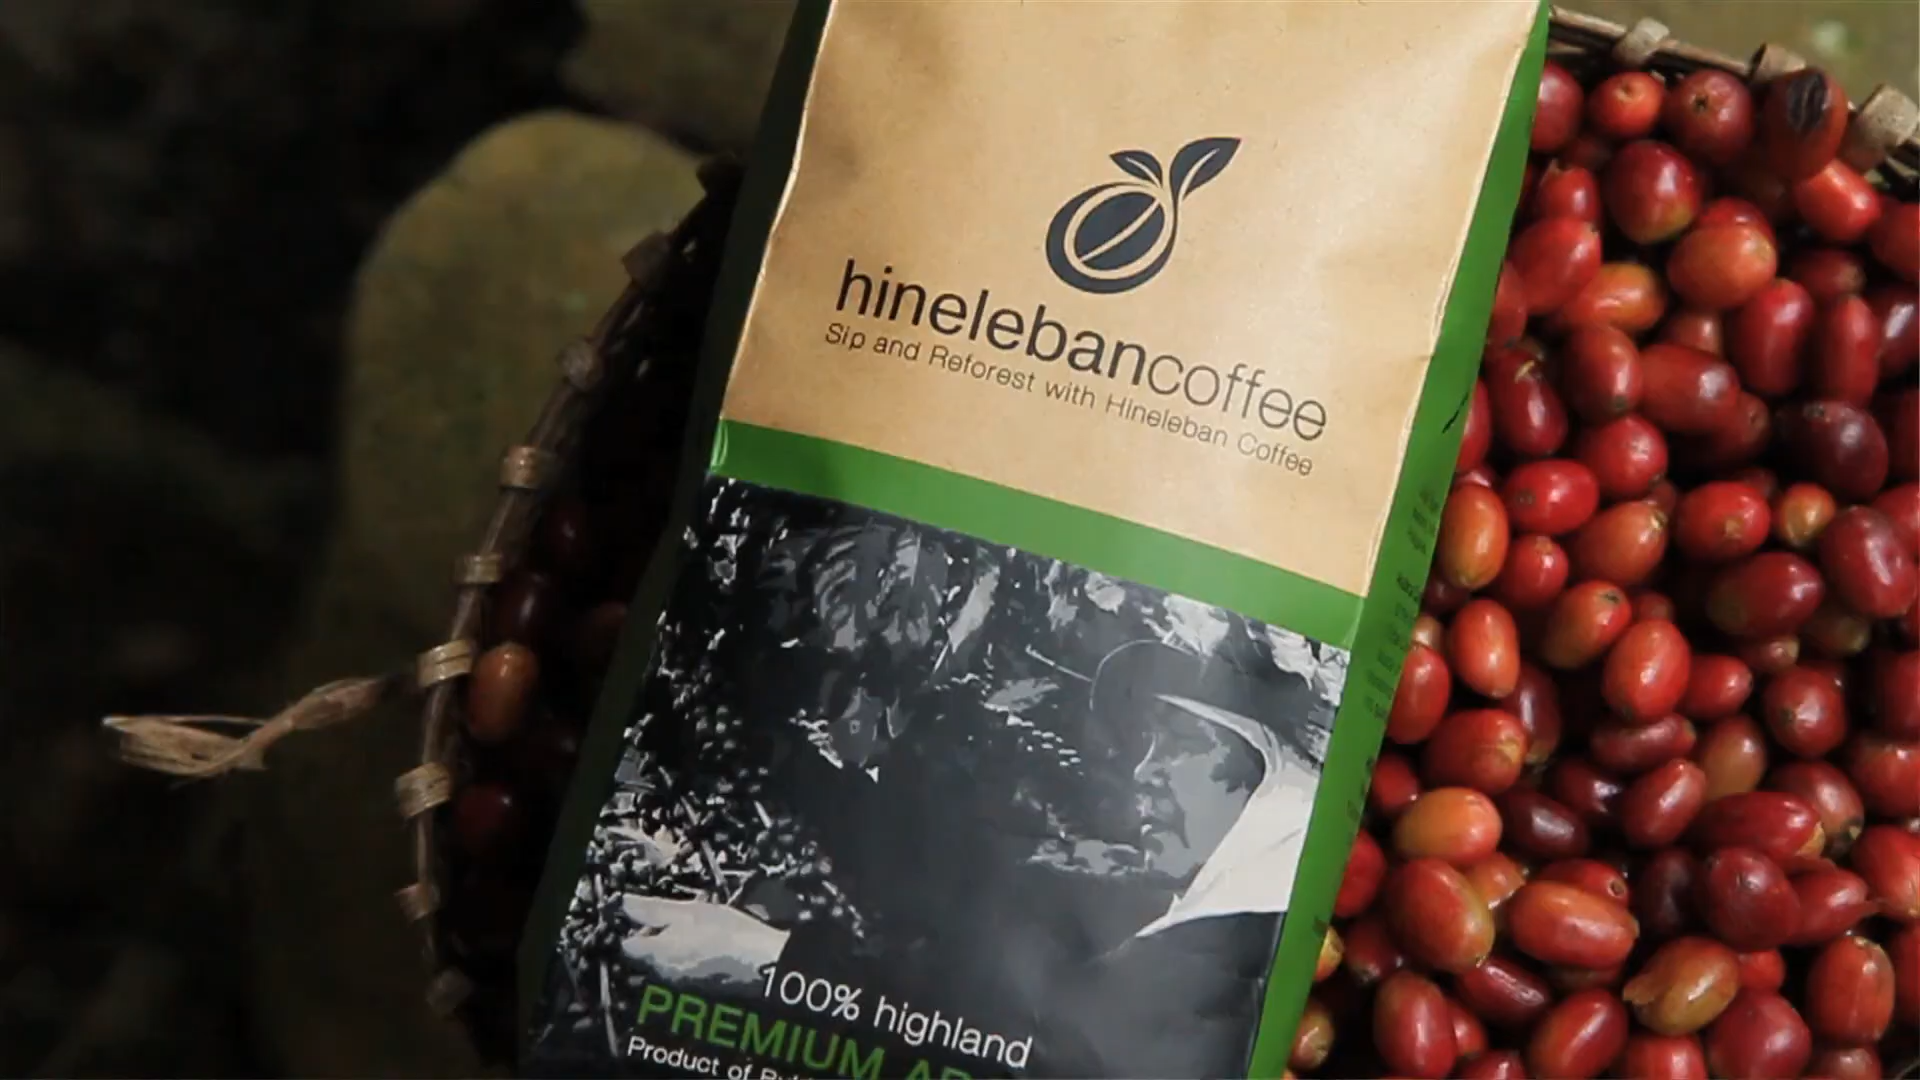 hinelebancoffee
Sip and Reforest with Hineleban Coffee
100% highland
PREMIUM
Product of